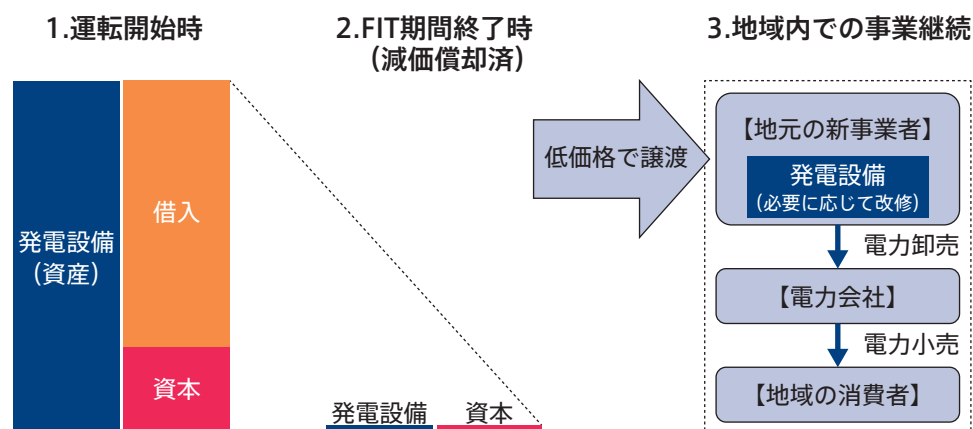 1.運転開始時
発電設備
（資産）
借入
資本
2.FIT期間終了時
（減価償却済）
発電設備
資本
低価格で譲渡
3.地域内での事業継続
【地元の新事業者】
発電設備
（必要に応じて改修）
電力卸売
【電力会社】
電力小売
【地域の消費者】